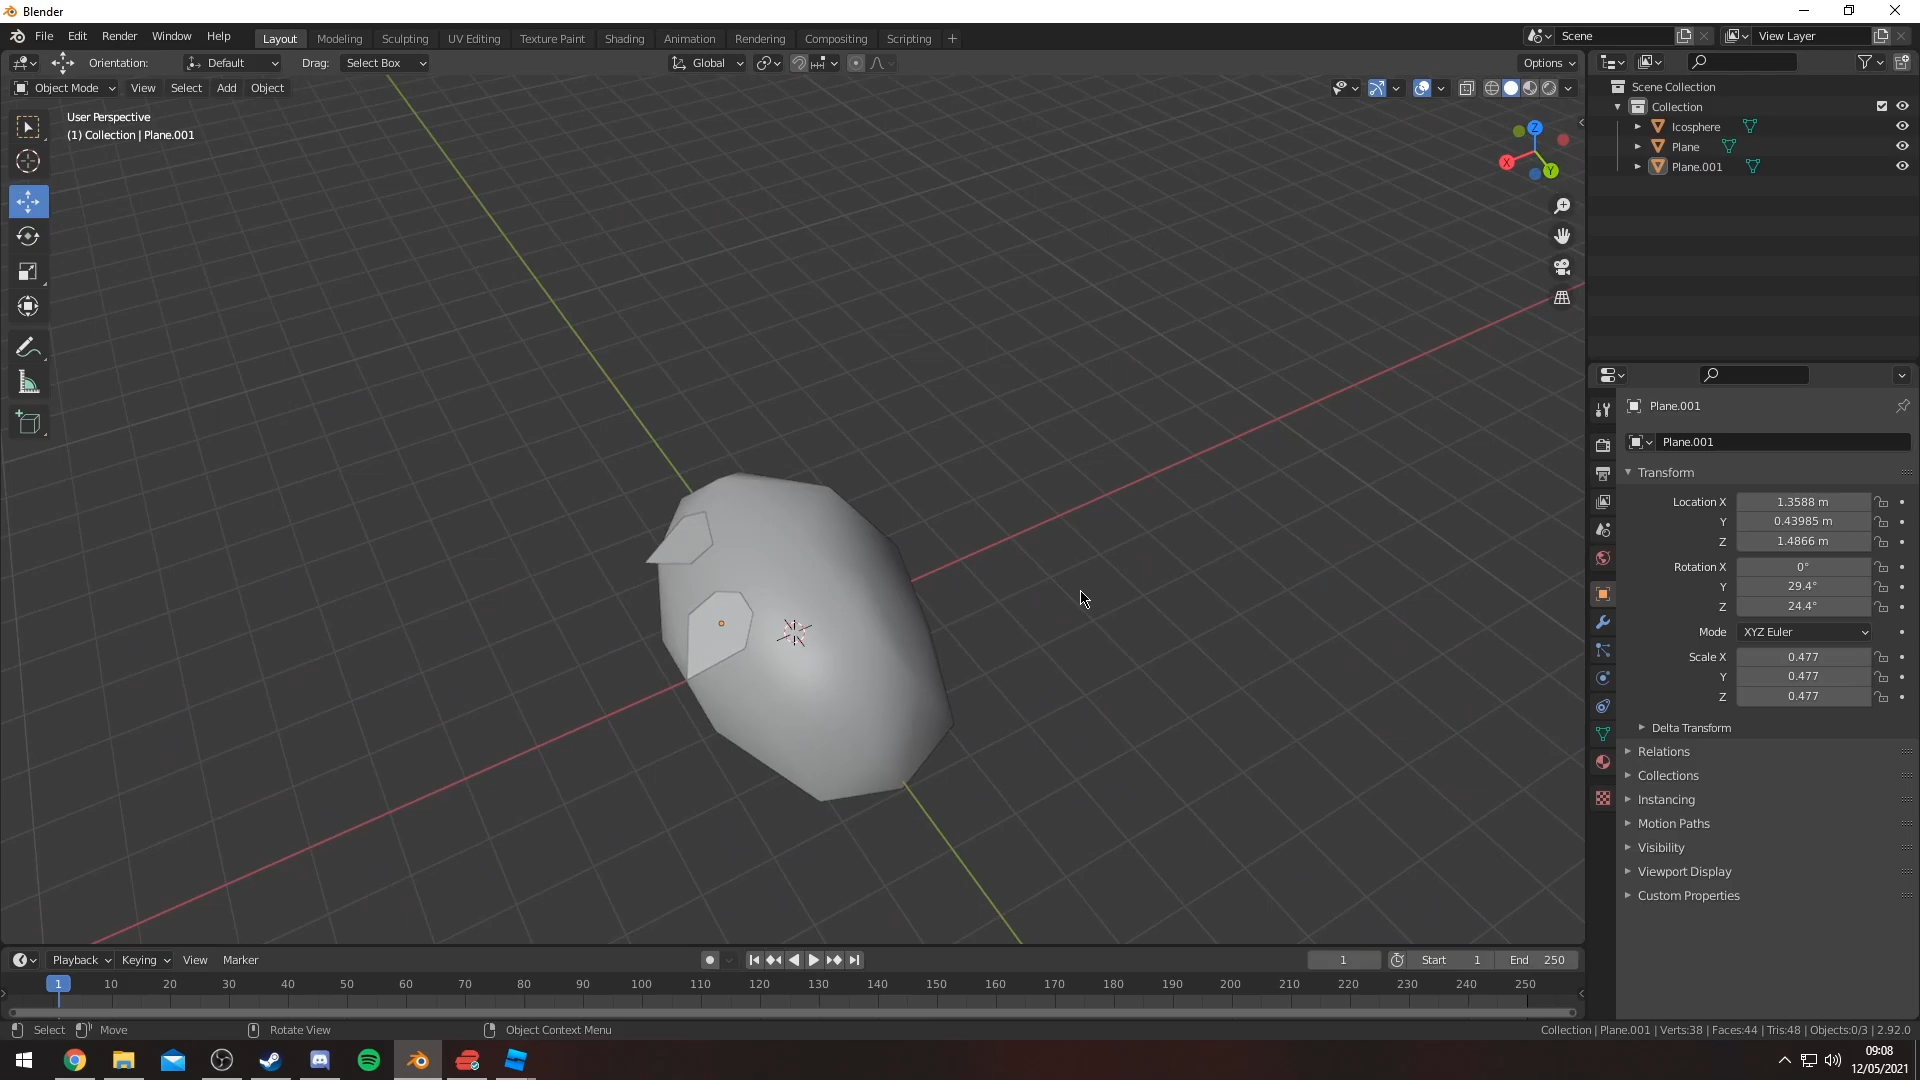 Blender
File Edit Render Window Help
Layout Modeling Sculpting UV Editing Texture Paint Shading Animation Rendering Compositing Scripting +
Scene
View Layer
Orientation: Default Drag: Select Box
Global
Options
Object Mode View Select Add Object
User Perspective
(1) Collection | Plane.001
Z
X
Y
Scene Collection
Collection
Icosphere
Plane
Plane.001
Plane.001
Plane.001
Transform
Location X 1.3588 m
Y 0.43985 m
Z 1.4866 m
Rotation X 0°
Y 29.4°
Z 24.4°
Mode XYZ Euler
Scale X 0.477
Y 0.477
Z 0.477
Delta Transform
Relations
Collections
Instancing
Motion Paths
Visibility
Viewport Display
Custom Properties
Playback Keying View Marker
1 Start 1 End 250
1 10 20 30 40 50 60 70 80 90 100 110 120 130 140 150 160 170 180 190 200 210 220 230 240 250
Select Move Rotate View Object Context Menu
Collection | Plane.001 | Verts:38 | Faces:44 | Tris:48 | Objects:0/3 | 2.92.0
09:08
12/05/2021